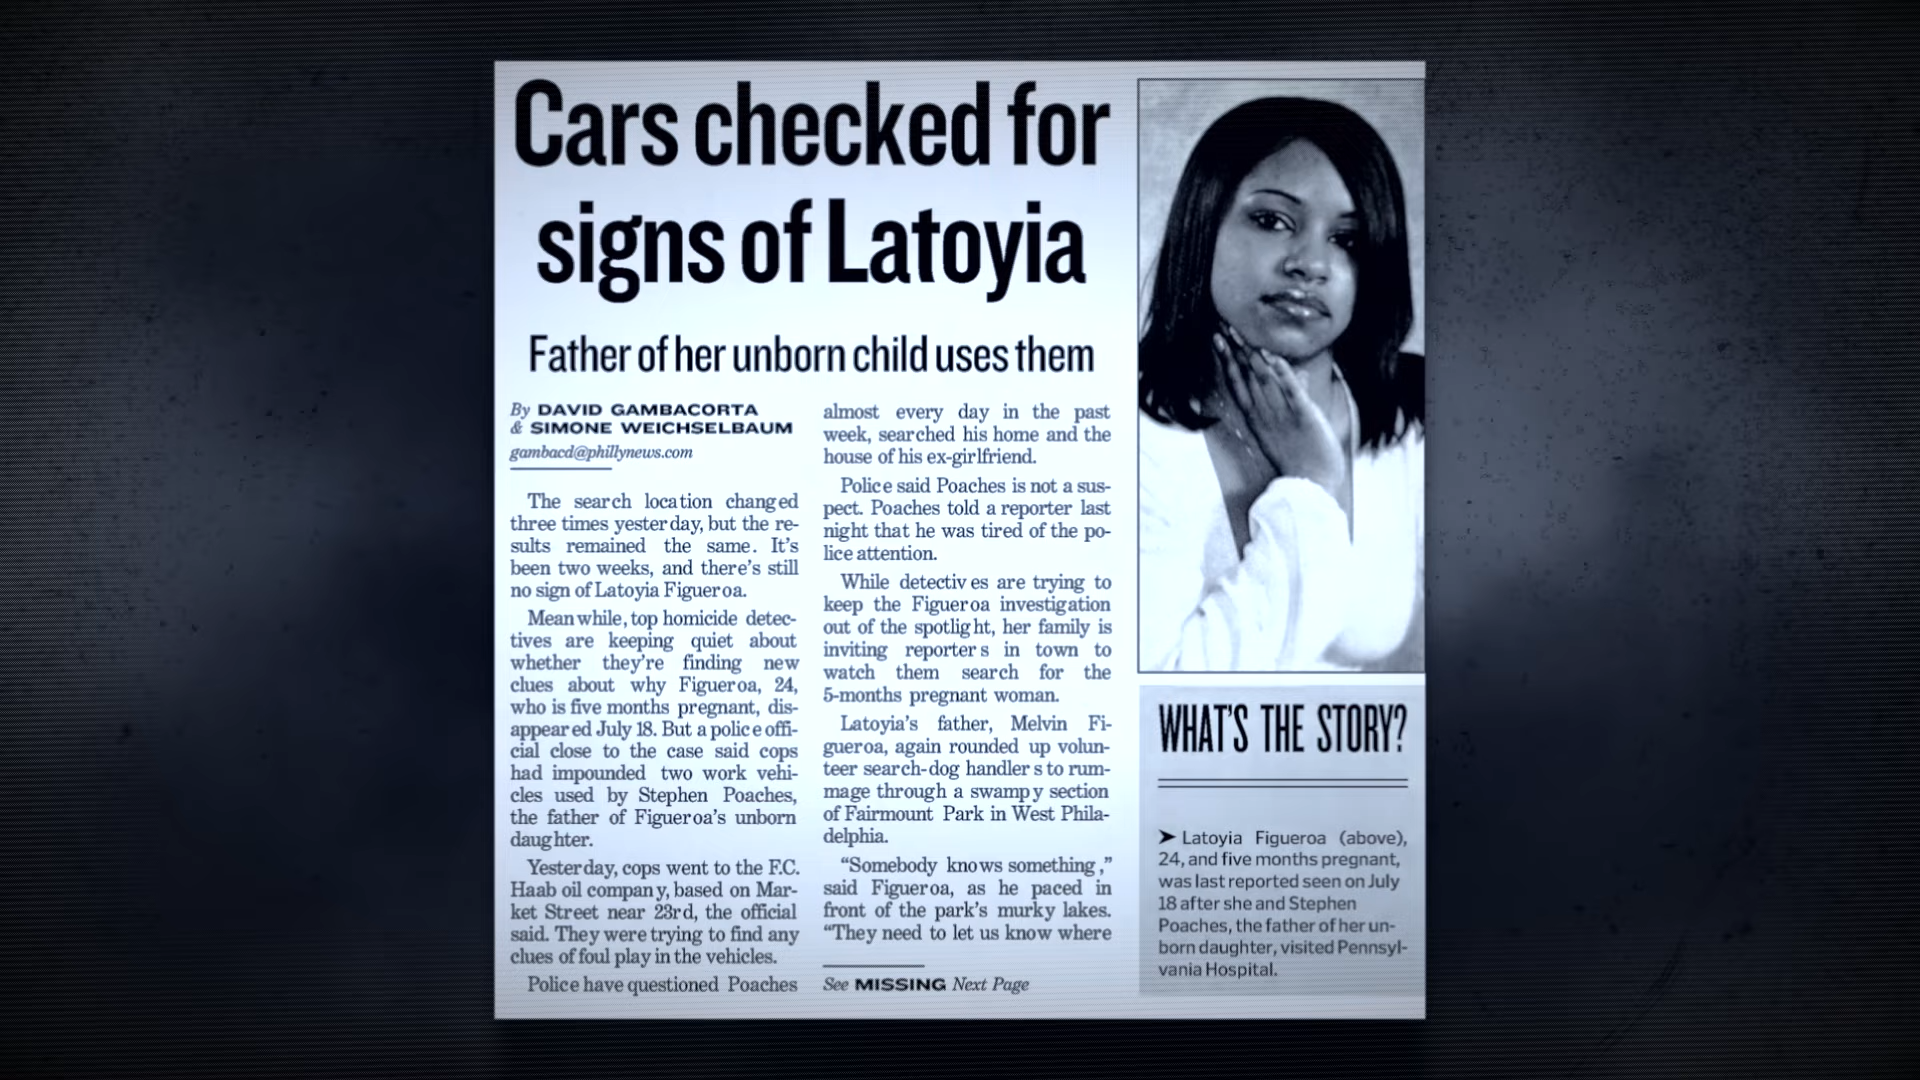 Cars checked for
signs of Latoyia
Father of her unborn child uses them
By DAVID GAMBACORTA
& SIMONE WEICHSELBAUM
gambacd@phillynews.com
The search location changed
three times yesterday, but the re-
sults remained the same. It's
been two weeks, and there's still
no sign of Latoyia Figueroa.
Meanwhile, top homicide detec-
tives are keeping quiet about
whether they're finding new
clues about why Figueroa, 24,
who is five months pregnant, dis-
appeared July 18. But a police offi-
cial close to the case said cops
had impounded two work vehi-
cles used by Stephen Poaches,
the father of Figueroa's unborn
daughter.
Yesterday, cops went to the F.C.
Haab oil company, based on Mar-
ket Street near 23rd, the official
said. They were trying to find any
clues of foul play in the vehicles.
Police have questioned Poaches
almost every day in the past
week, searched his home and the
house of his ex-girlfriend.
Police said Poaches is not a sus-
pect. Poaches told a reporter last
night that he was tired of the po-
lice attention.
While detectives are trying to
keep the Figueroa investigation
out of the spotlight, her family is
inviting reporters in town to
watch them search for the
5-months pregnant woman.
Latoyia's father, Melvin Fi-
gueroa, again rounded up volun-
teer search-dog handlers to rum-
mage through a swampy section
of Fairmount Park in West Phila-
delphia.
"Somebody knows something,"
said Figueroa, as he paced in
front of the park's murky lakes.
"They need to let us know where
See MISSING Next Page
WHAT'S THE STORY?
➤ Latoyia Figueroa (above),
24, and five months pregnant,
was last reported seen on July
18 after she and Stephen
Poaches, the father of her un-
born daughter, visited Pennsyl-
vania Hospital.